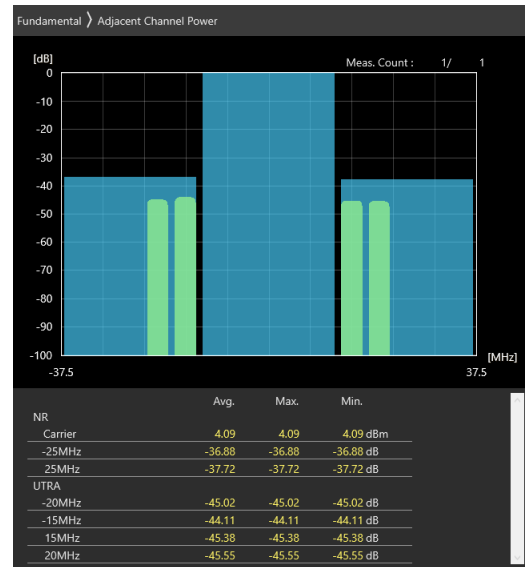 Fundamental 〉 Adjacent Channel Power
[dB]
Meas. Count : 1/ 1
0
-10
-20
-30
-40
-50
-60
-70
-80
-90
-100
[MHz]
-37.5 37.5
Avg. Max. Min.
NR
Carrier 4.09 4.09 4.09 dBm
-25MHz -36.88 -36.88 -36.88 dB
25MHz -37.72 -37.72 -37.72 dB
UTRA
-20MHz -45.02 -45.02 -45.02 dB
-15MHz -44.11 -44.11 -44.11 dB
15MHz -45.38 -45.38 -45.38 dB
20MHz -45.55 -45.55 -45.55 dB